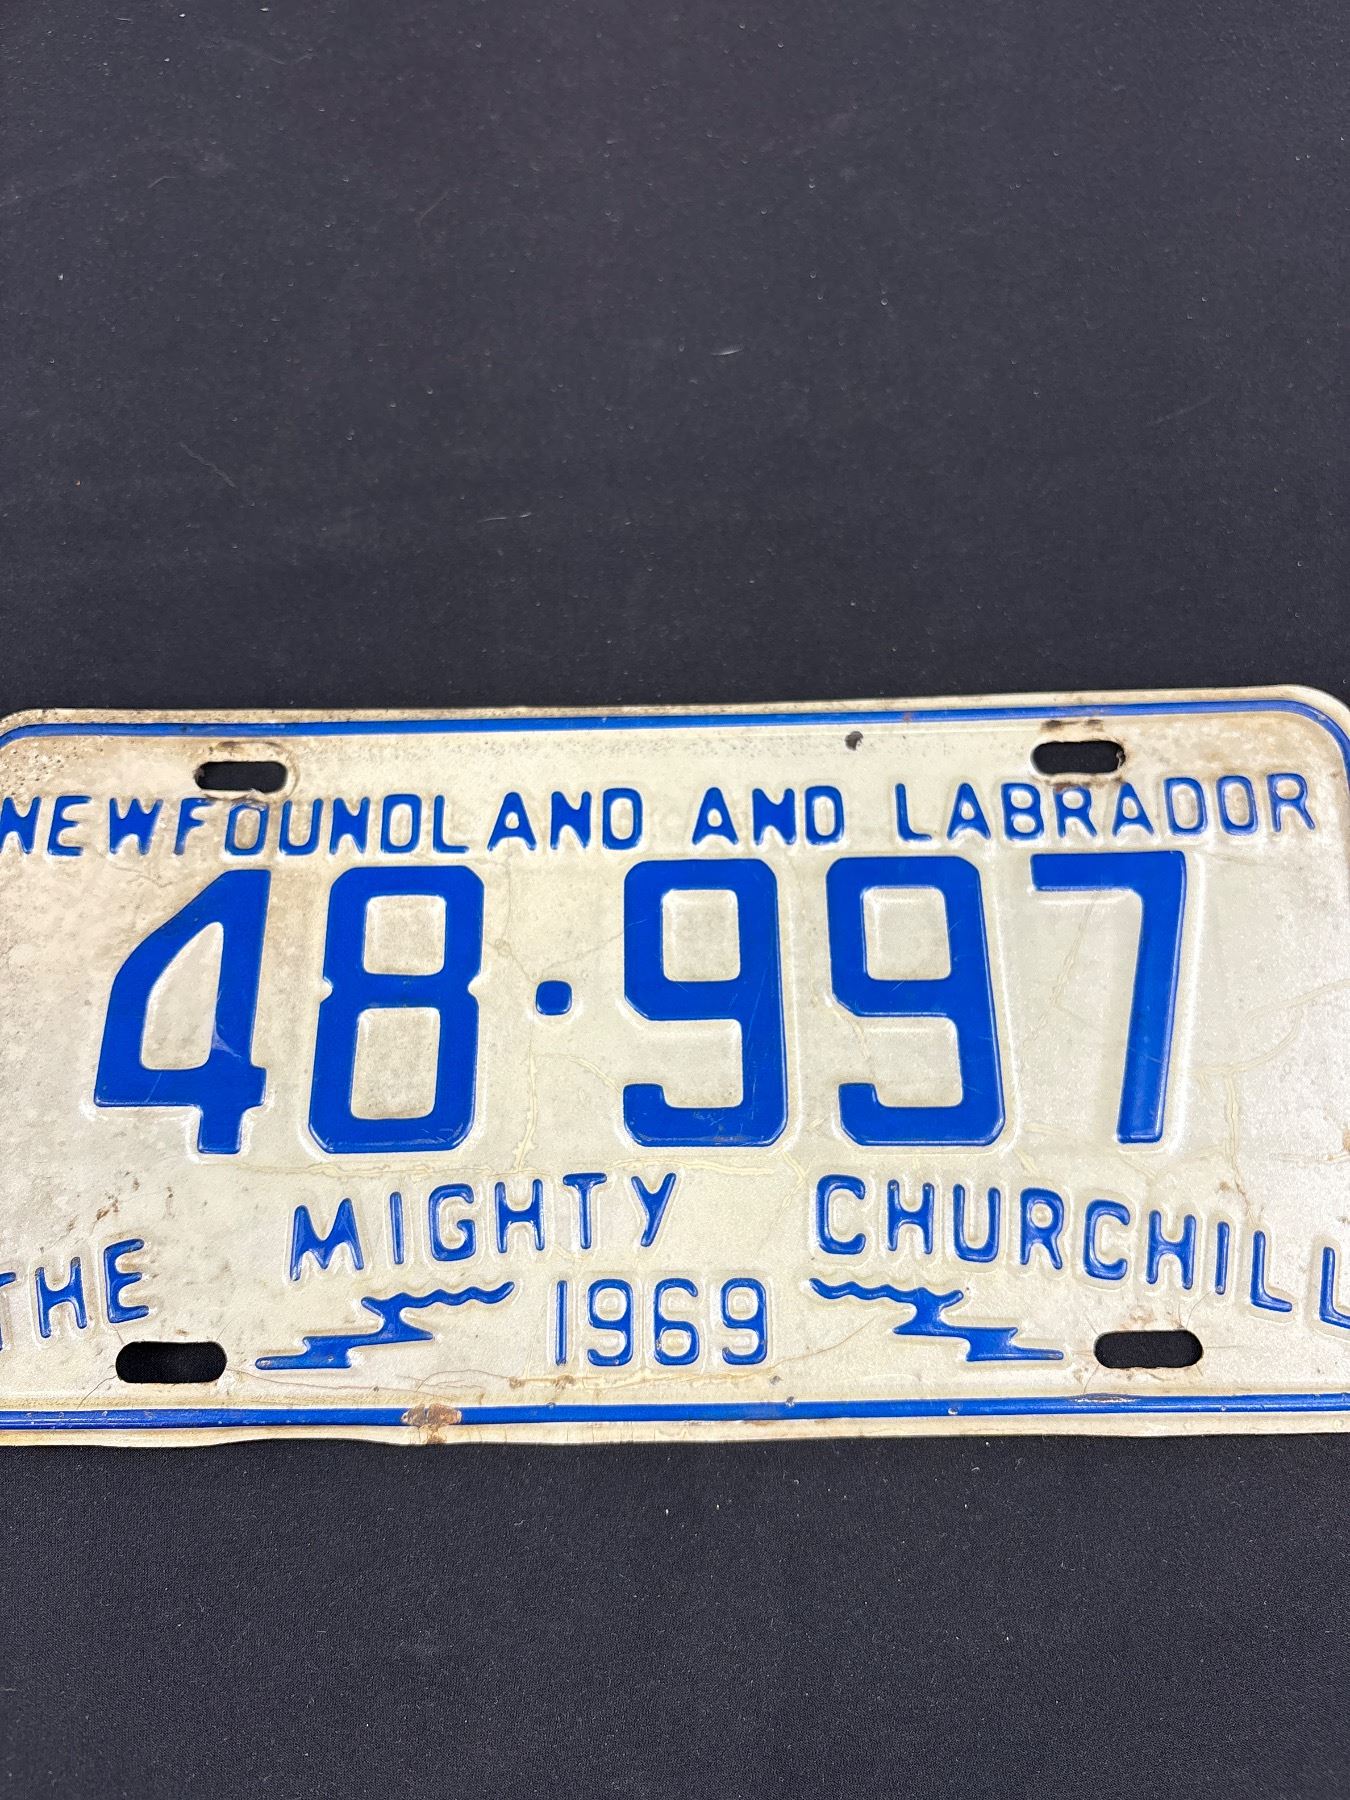 NEWFOUNDLAND AND LABRADOR
48·997
THE MIGHTY CHURCHILL
1969